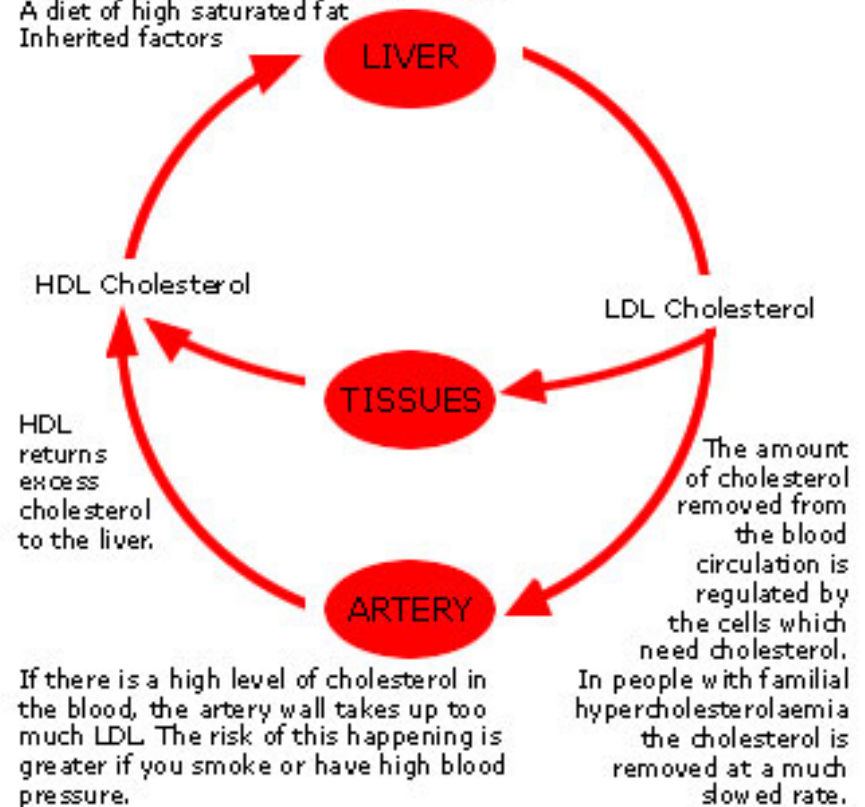 A diet of high saturated fat
Inherited factors
LIVER
HDL Cholesterol
LDL Cholesterol
TISSUES
HDL
returns
excess
cholesterol
to the liver.
The amount
of cholesterol
removed from
the blood
circulation is
regulated by
the cells which
need cholesterol.
In people with familial
hypercholesterolaemia
the cholesterol is
removed at a much
slowed rate.
ARTERY
If there is a high level of cholesterol in
the blood, the artery wall takes up too
much LDL. The risk of this happening is
greater if you smoke or have high blood
pressure.